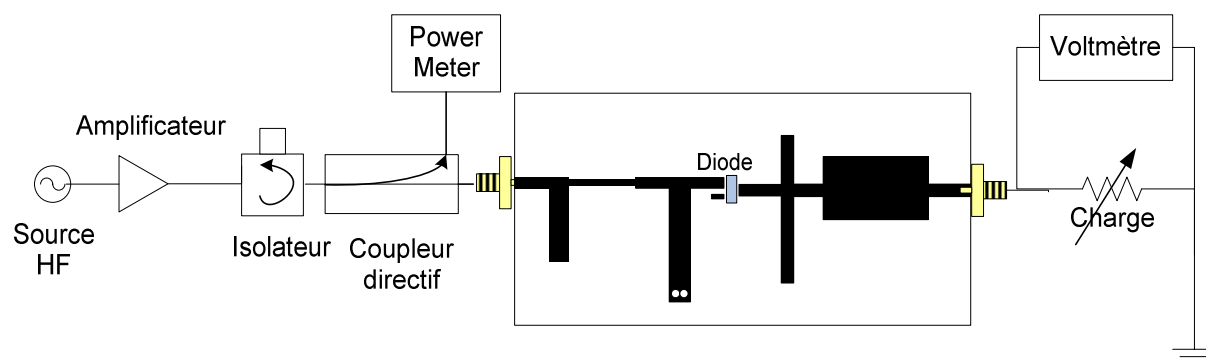 Power
Meter
Voltmètre
Amplificateur
Diode
Source
HF
Isolateur
Coupleur
directif
Charge